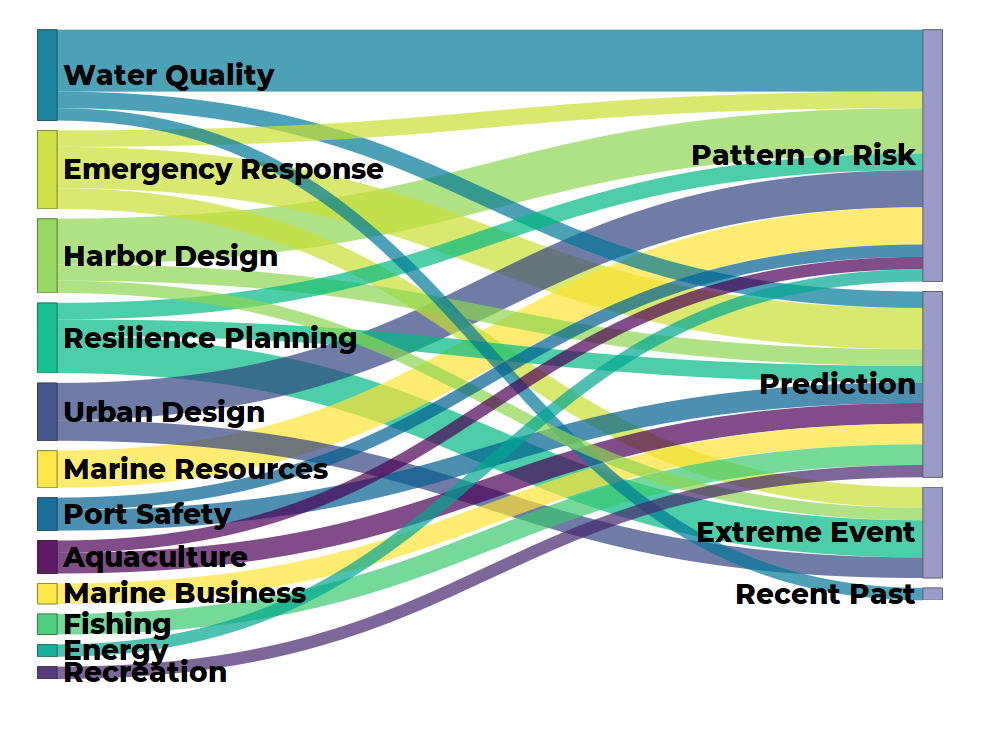 Water Quality
Emergency Response
Harbor Design
Resilience Planning
Urban Design
Marine Resources
Port Safety
Aquaculture
Marine Business
Fishing
Energy
Recreation
Pattern or Risk
Prediction
Extreme Event
Recent Past